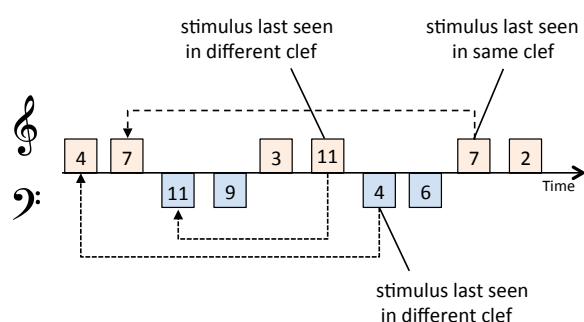 stimulus last seen
in different clef
stimulus last seen
in same clef
4 7 3 11 7 2
11 9 4 6
Time
stimulus last seen
in different clef